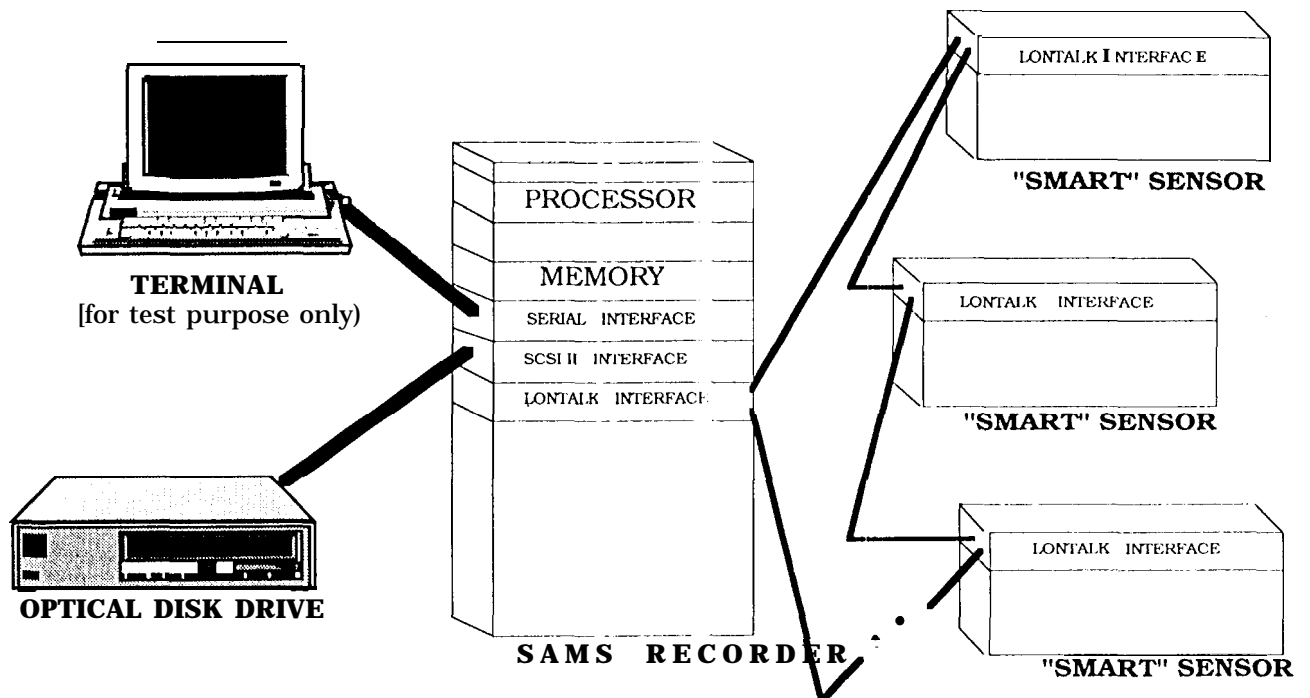 TERMINAL
[for test purpose only)
OPTICAL DISK DRIVE
PROCESSOR
MEMORY
SERIAL INTERFACE
SCSI II INTERFACE
LONTALK INTERFACE
SAMS RECORDER
LONTALK INTERFACE
"SMART" SENSOR
LONTALK INTERFACE
"SMART" SENSOR
LONTALK INTERFACE
"SMART" SENSOR